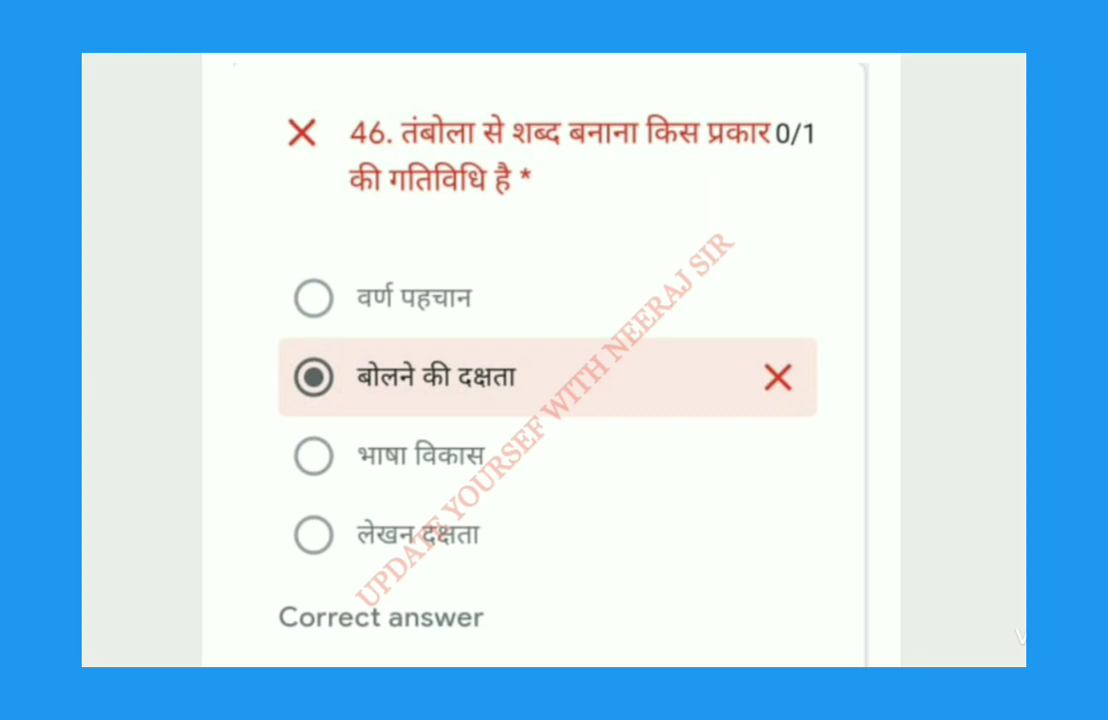 46. तंबोला से शब्द बनाना किस प्रकार 0/1
की गतिविधि है *
वर्ण पहचान
बोलने की दक्षता
भाषा विकास
लेखन दक्षता
Correct answer
UPDATE YOURSEF WITH NEERAJ SIR